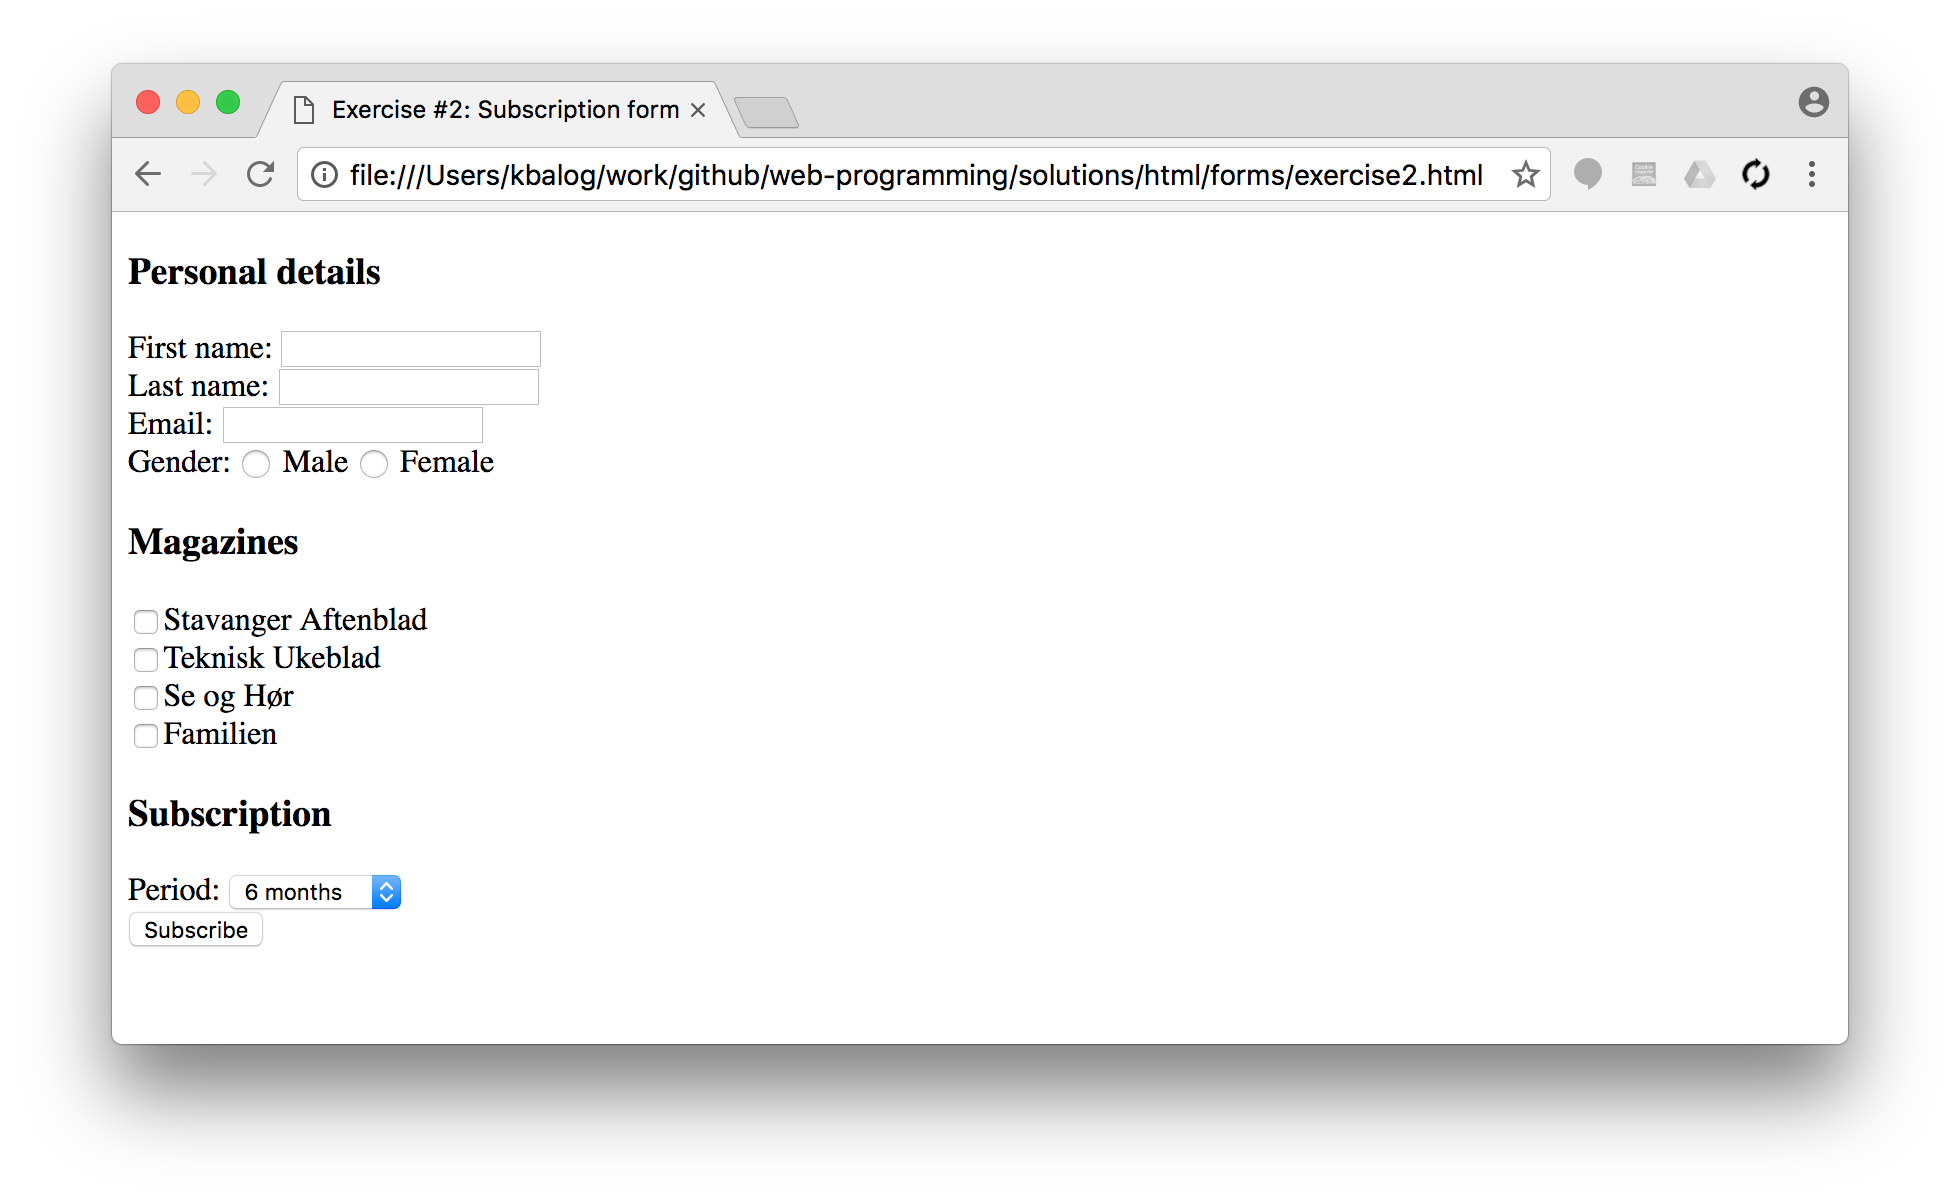 Exercise #2: Subscription form
file:///Users/kbalog/work/github/web-programming/solutions/html/forms/exercise2.html
Personal details
First name:
Last name:
Email:
Gender: Male Female
Magazines
Stavanger Aftenblad
Teknisk Ukeblad
Se og Hør
Familien
Subscription
Period: 6 months
Subscribe